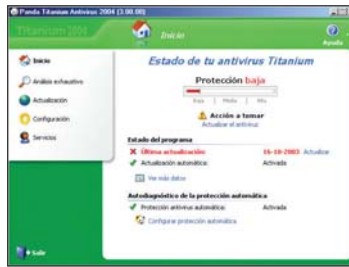 Panda Titanium Antivirus 2004 (3.00.00)
Titanium 2004
Inicio
Ayuda
Inicio
Análisis exhaustivo
Actualización
Configuración
Servicios
Salir
Estado de tu antivirus Titanium
Protección baja
Baja | Media | Alta
Acción a tomar
Actualizar el antivirus
Estado del programa
Última actualización: 16-10-2003 Actualizar
Actualización automática: Activada
Ver más datos
Autodiagnóstico de la protección automática
Protección antivirus automática: Activada
Configurar protección automática